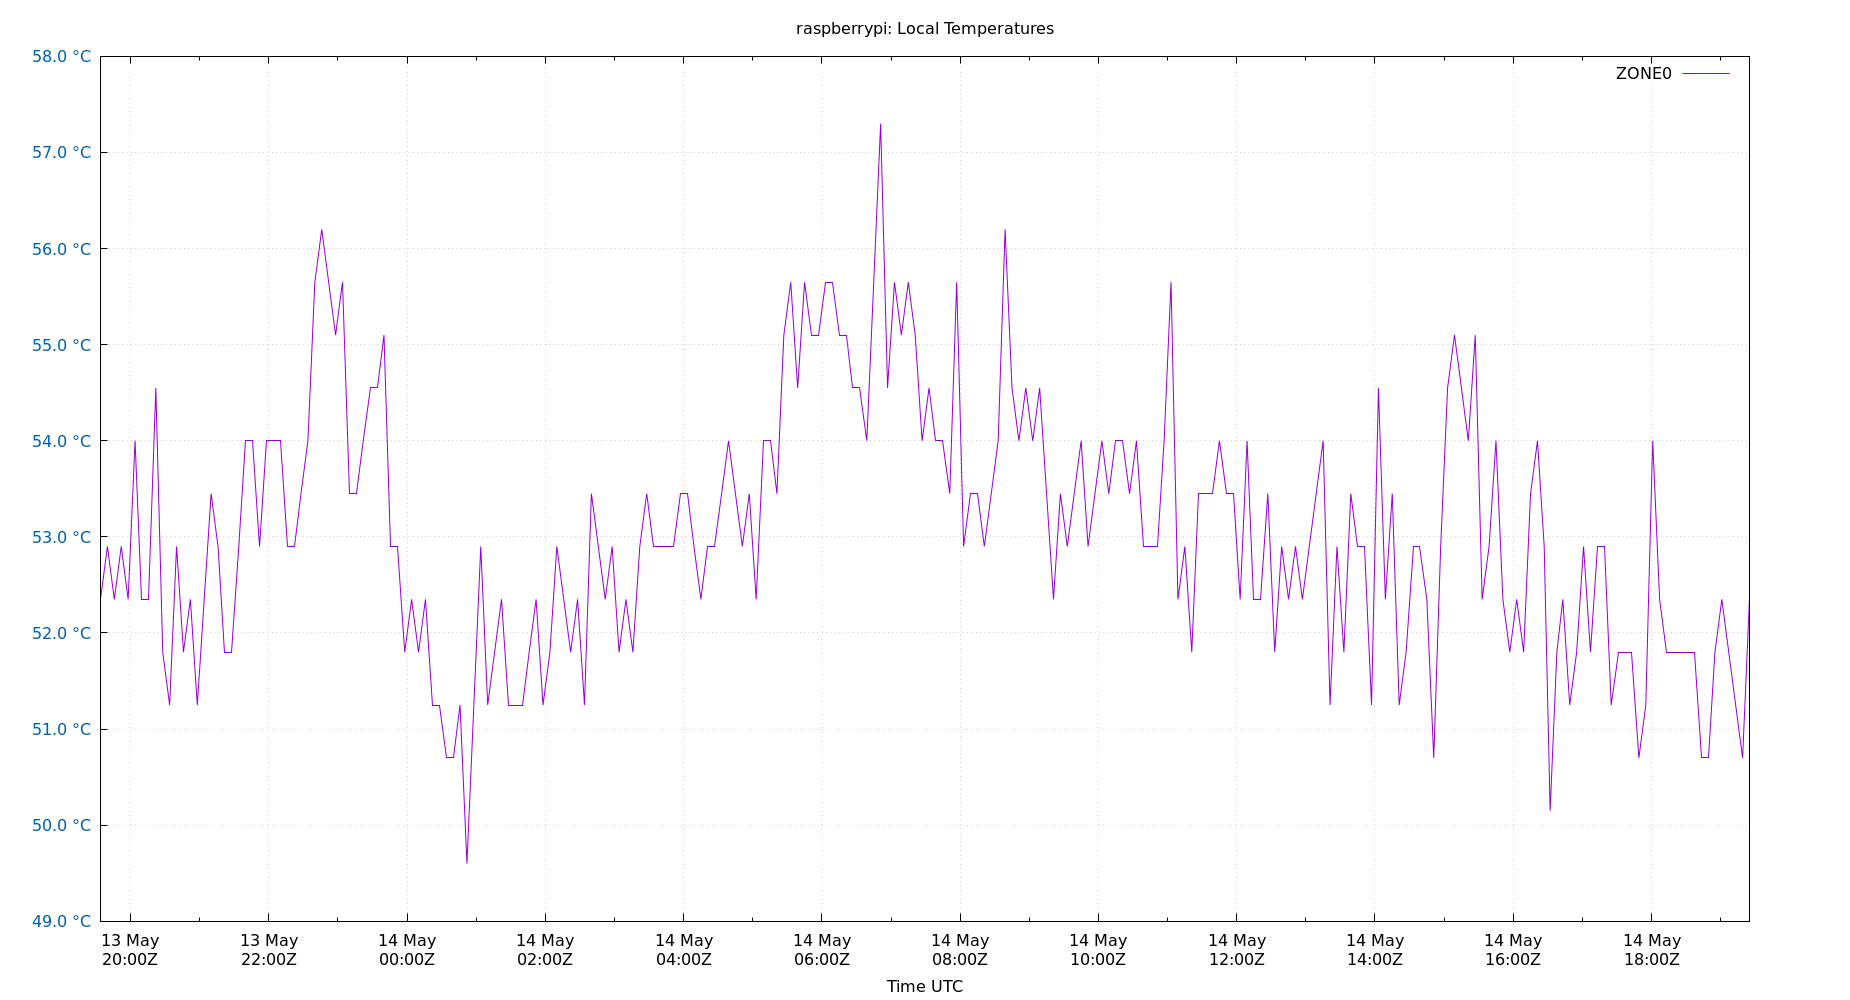 raspberrypi: Local Temperatures
58.0 °C
ZONE0
57.0 °C
56.0 °C
55.0 °C
54.0 °C
53.0 °C
52.0 °C
51.0 °C
50.0 °C
49.0 °C
13 May 13 May 14 May 14 May 14 May 14 May 14 May 14 May 14 May 14 May 14 May 14 May
20:00Z 22:00Z 00:00Z 02:00Z 04:00Z 06:00Z 08:00Z 10:00Z 12:00Z 14:00Z 16:00Z 18:00Z
Time UTC